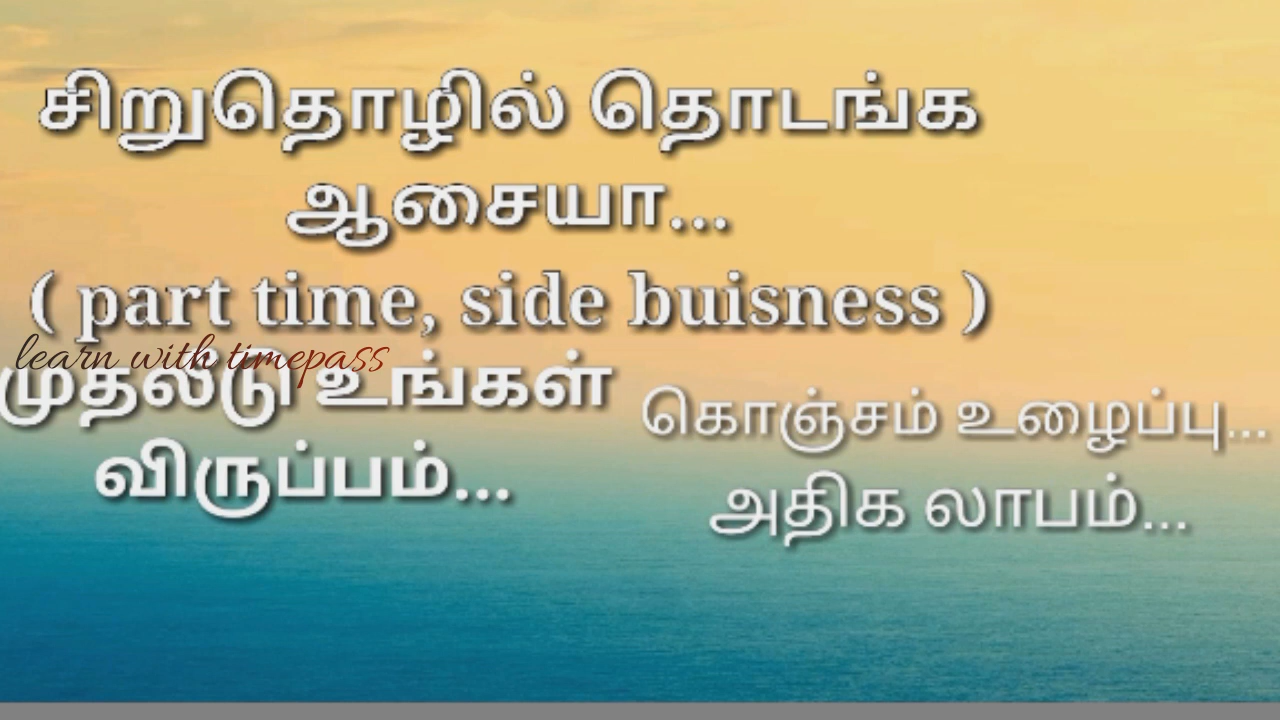 சிறுதொழில் தொடங்க
ஆசையா...
( part time, side buisness )
learn with timepass
முதலீடு உங்கள்
விருப்பம்...
கொஞ்சம் உழைப்பு...
அதிக லாபம்...